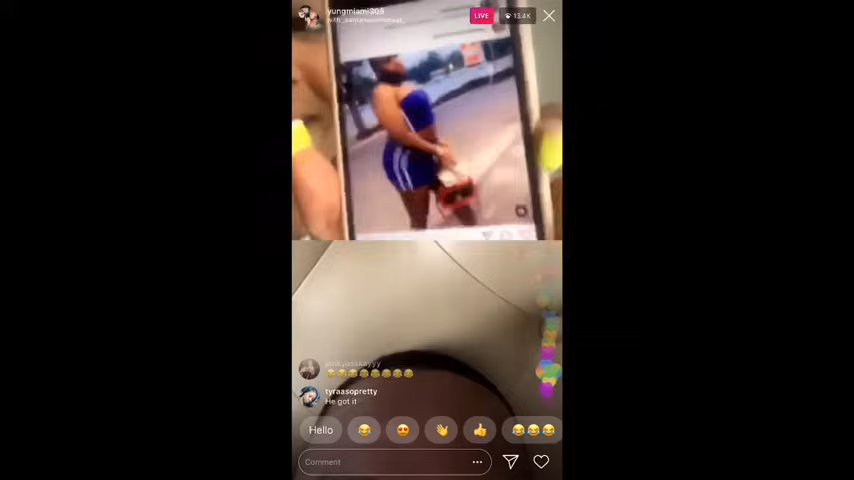 yungmiami305
LIVE
13.4K
tyraasopretty
He got it
Hello
Comment